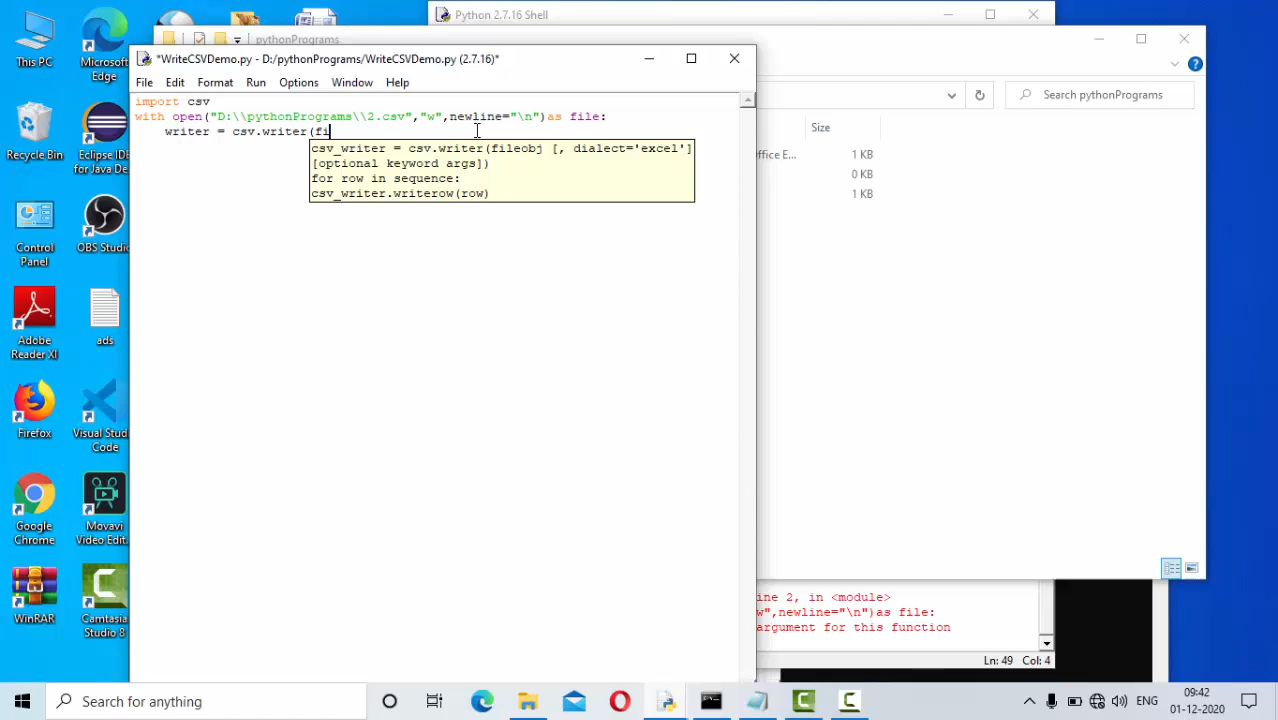 Python 2.7.16 Shell
pythonPrograms
*WriteCSVDemo.py - D:/pythonPrograms/WriteCSVDemo.py (2.7.16)*
File Edit Format Run Options Window Help
import csv
with open("D:\\pythonPrograms\\2.csv","w",newline="\n")as file:
writer = csv.writer(fi
csv_writer = csv.writer(fileobj [, dialect='excel']
[optional keyword args])
for row in sequence:
csv_writer.writerow(row)
Search pythonPrograms
Size
Office E... 1 KB
0 KB
1 KB
This PC
Microsoft Edge
Recycle Bin
Eclipse IDE for Java De...
Control Panel
OBS Studio
Adobe Reader XI
ads
Firefox
Visual Stud Code
Google Chrome
Movavi Video Edit...
WinRAR
Camtasia Studio 8
ine 2, in <module>
w",newline="\n")as file:
argument for this function
Ln: 49 Col: 4
Search for anything
ENG
09:42
01-12-2020